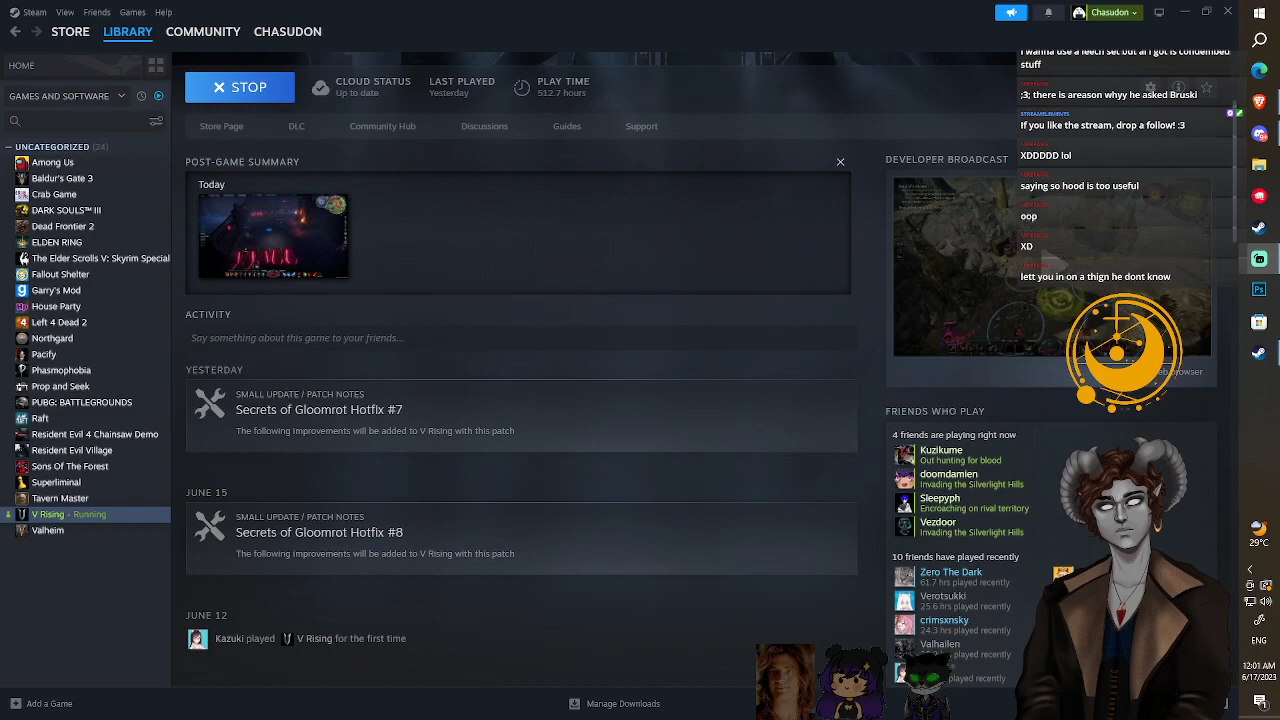 Steam View Friends Games Help
Chasudon
STORE LIBRARY COMMUNITY CHASUDON
HOME
GAMES AND SOFTWARE
UNCATEGORIZED (24)
Among Us
Baldur's Gate 3
Crab Game
DARK SOULS™ III
Dead Frontier 2
ELDEN RING
The Elder Scrolls V: Skyrim Special
Fallout Shelter
Garry's Mod
House Party
Left 4 Dead 2
Northgard
Pacify
Phasmophobia
Prop and Seek
PUBG: BATTLEGROUNDS
Raft
Resident Evil 4 Chainsaw Demo
Resident Evil Village
Sons Of The Forest
Superliminal
Tavern Master
V Rising - Running
Valheim
Add a Game
STOP
CLOUD STATUS
Up to date
LAST PLAYED
Yesterday
PLAY TIME
512.7 hours
Store Page DLC Community Hub Discussions Guides Support
POST-GAME SUMMARY
Today
ACTIVITY
Say something about this game to your friends...
YESTERDAY
SMALL UPDATE / PATCH NOTES
Secrets of Gloomrot Hotfix #7
The following improvements will be added to V Rising with this patch
JUNE 15
SMALL UPDATE / PATCH NOTES
Secrets of Gloomrot Hotfix #8
The following improvements will be added to V Rising with this patch
JUNE 12
Kazuki played V Rising for the first time
Manage Downloads
DEVELOPER BROADCAST
browser
FRIENDS WHO PLAY
4 friends are playing right now
Kuzikume
Out hunting for blood
doomdamien
Invading the Silverlight Hills
Sleepyph
Encroaching on rival territory
Vezdoor
Invading the Silverlight Hills
10 friends have played recently
Zero The Dark
61.7 hrs played recently
Verotsukki
25.6 hrs played recently
crimsxnsky
24.3 hrs played recently
Valhailen
played recently
played recently
I wanna use a leech set but am I got condemned
stuff
:3; there is areason whyy he asked Bruski
STREAMELEMENTS
If you like the stream, drop a follow! :3
XDDDDD lol
saying so hood is too useful
oop
XD
lett you in on a thign he dont know
29°C
12:01 AM